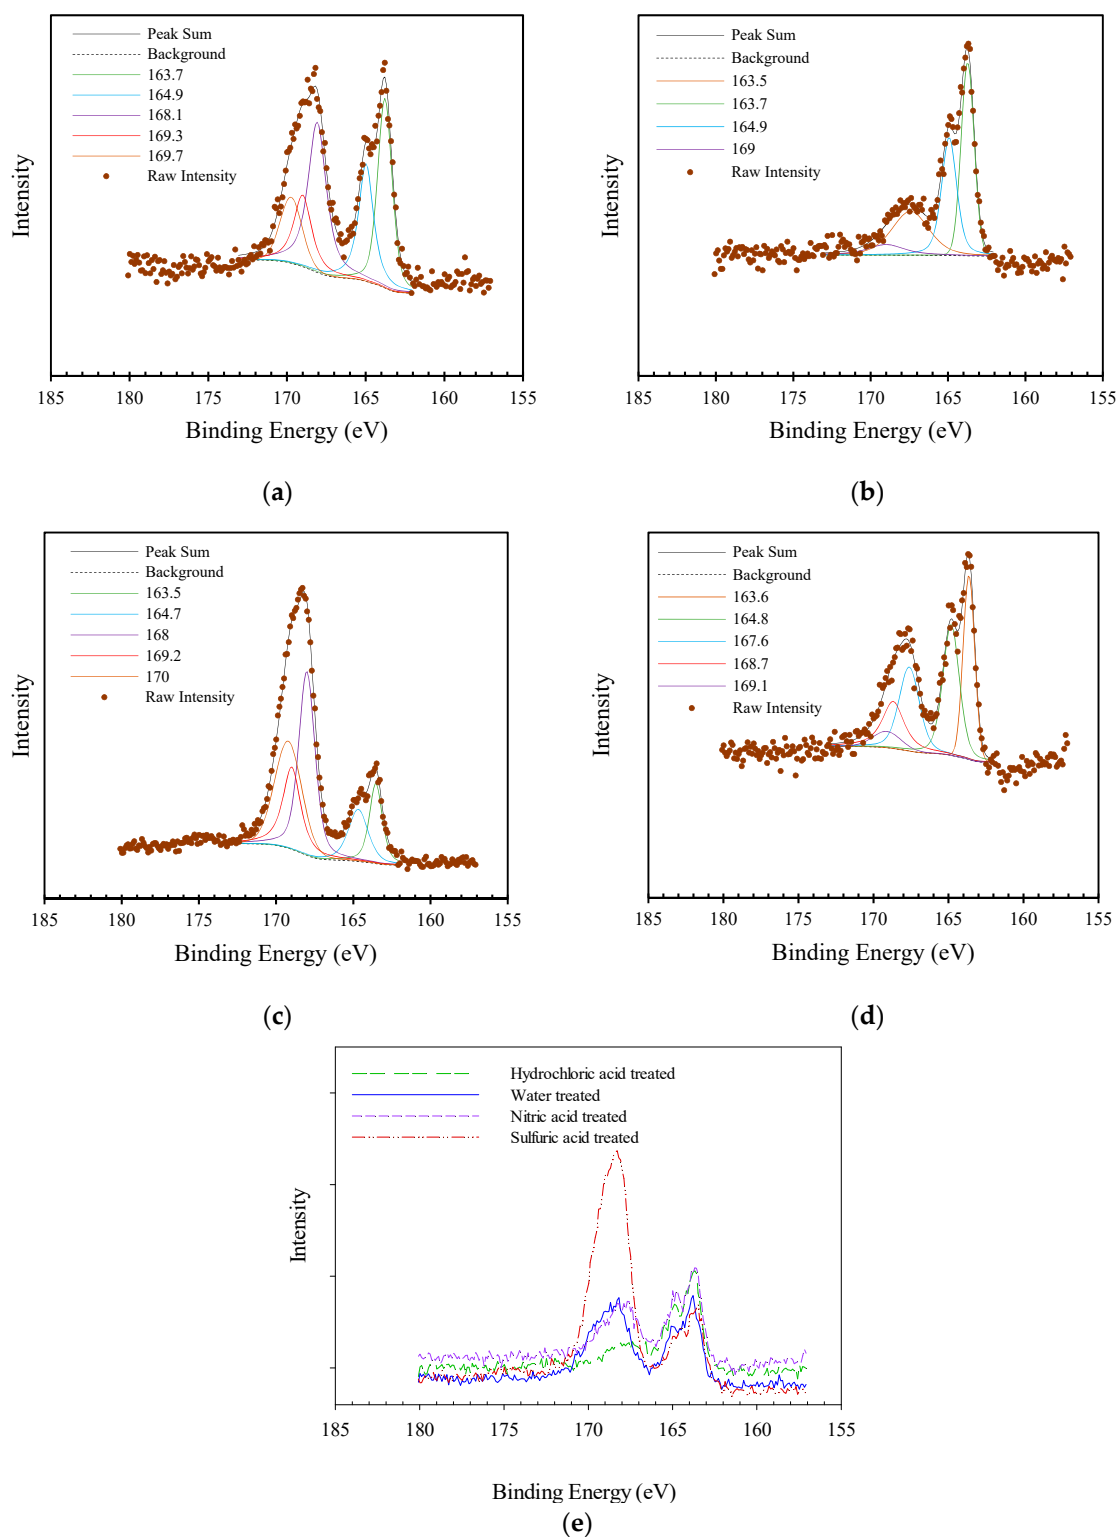 Peak Sum
Background
163.7
164.9
168.1
169.3
169.7
Raw Intensity
Intensity
185 180 175 170 165 160 155
Binding Energy (eV)
(a)
Peak Sum
Background
163.5
163.7
164.9
169
Raw Intensity
Intensity
185 180 175 170 165 160 155
Binding Energy (eV)
(b)
Peak Sum
Background
163.5
164.7
168
169.2
170
Raw Intensity
Intensity
185 180 175 170 165 160 155
Binding Energy (eV)
(c)
Peak Sum
Background
163.6
164.8
167.6
168.7
169.1
Raw Intensity
Intensity
185 180 175 170 165 160 155
Binding Energy (eV)
(d)
Hydrochloric acid treated
Water treated
Nitric acid treated
Sulfuric acid treated
Intensity
185 180 175 170 165 160 155
Binding Energy (eV)
(e)